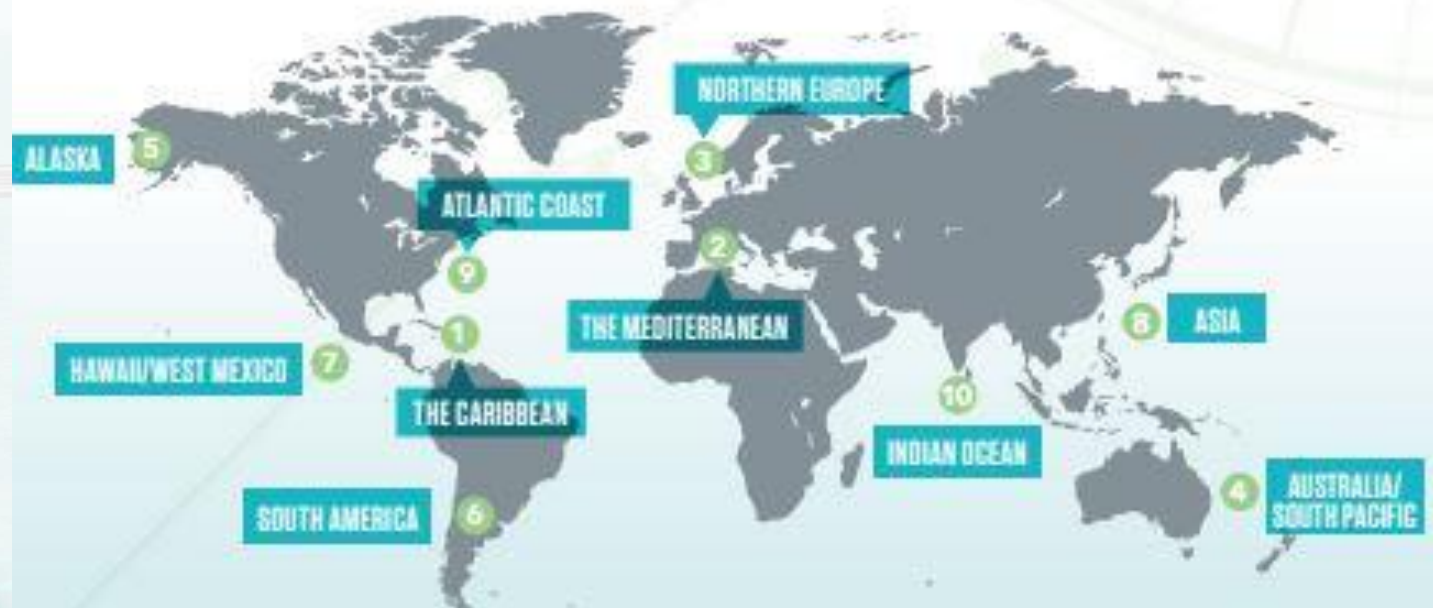 NORTHERN EUROPE
3
ALASKA
5
ATLANTIC COAST
9
2
THE MEDITERRANEAN
1
THE CARIBBEAN
HAWAII/WEST MEXICO
7
8
ASIA
10
INDIAN OCEAN
4
AUSTRALIA/
SOUTH PACIFIC
SOUTH AMERICA
6